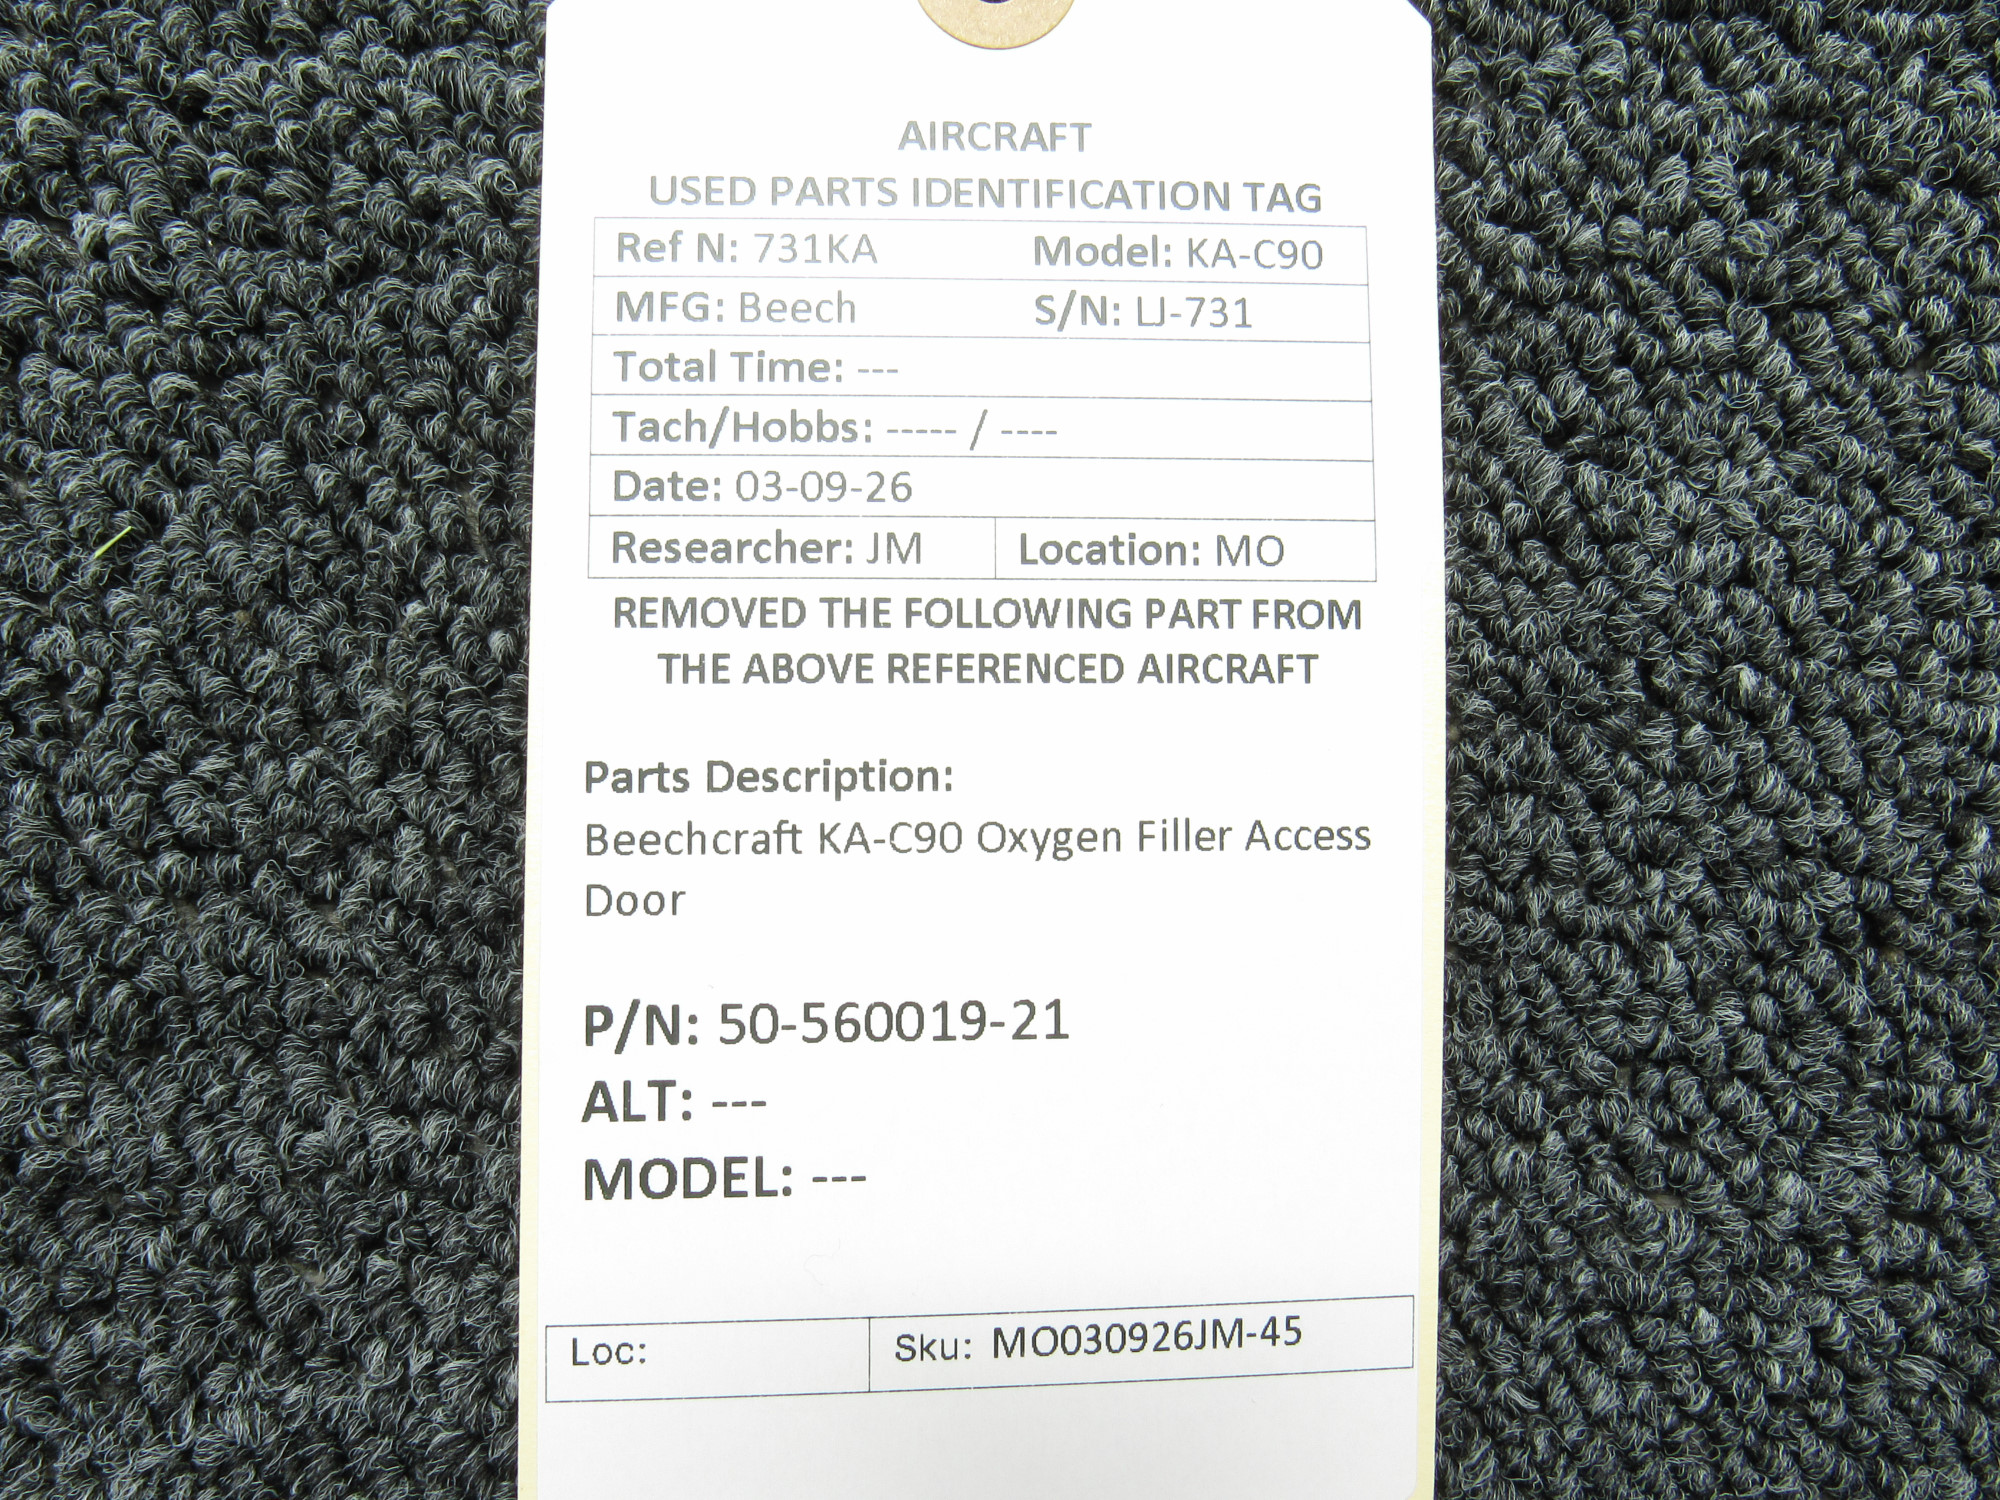 AIRCRAFT
USED PARTS IDENTIFICATION TAG
Ref N: 731KA Model: KA-C90
MFG: Beech S/N: LJ-731
Total Time: ---
Tach/Hobbs: ----- / ----
Date: 03-09-26
Researcher: JM Location: MO
REMOVED THE FOLLOWING PART FROM
THE ABOVE REFERENCED AIRCRAFT
Parts Description:
Beechcraft KA-C90 Oxygen Filler Access
Door
P/N: 50-560019-21
ALT: ---
MODEL: ---
Loc: Sku: MO030926JM-45